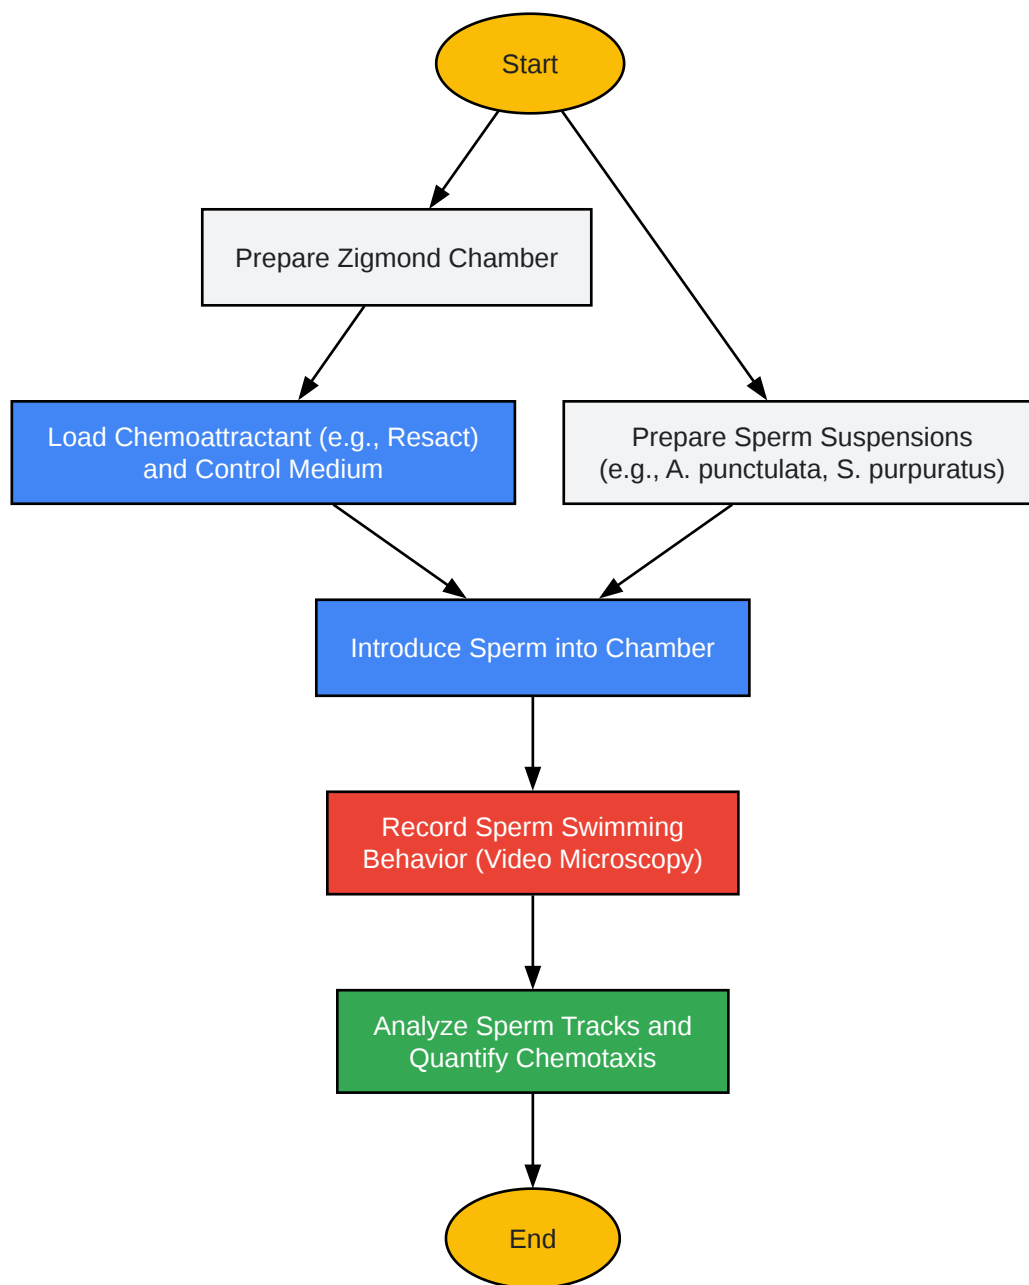 Start
Prepare Zigmond Chamber
Load Chemoattractant (e.g., Resact)
and Control Medium
Prepare Sperm Suspensions
(e.g., A. punctulata, S. purpuratus)
Introduce Sperm into Chamber
Record Sperm Swimming
Behavior (Video Microscopy)
Analyze Sperm Tracks and
Quantify Chemotaxis
End